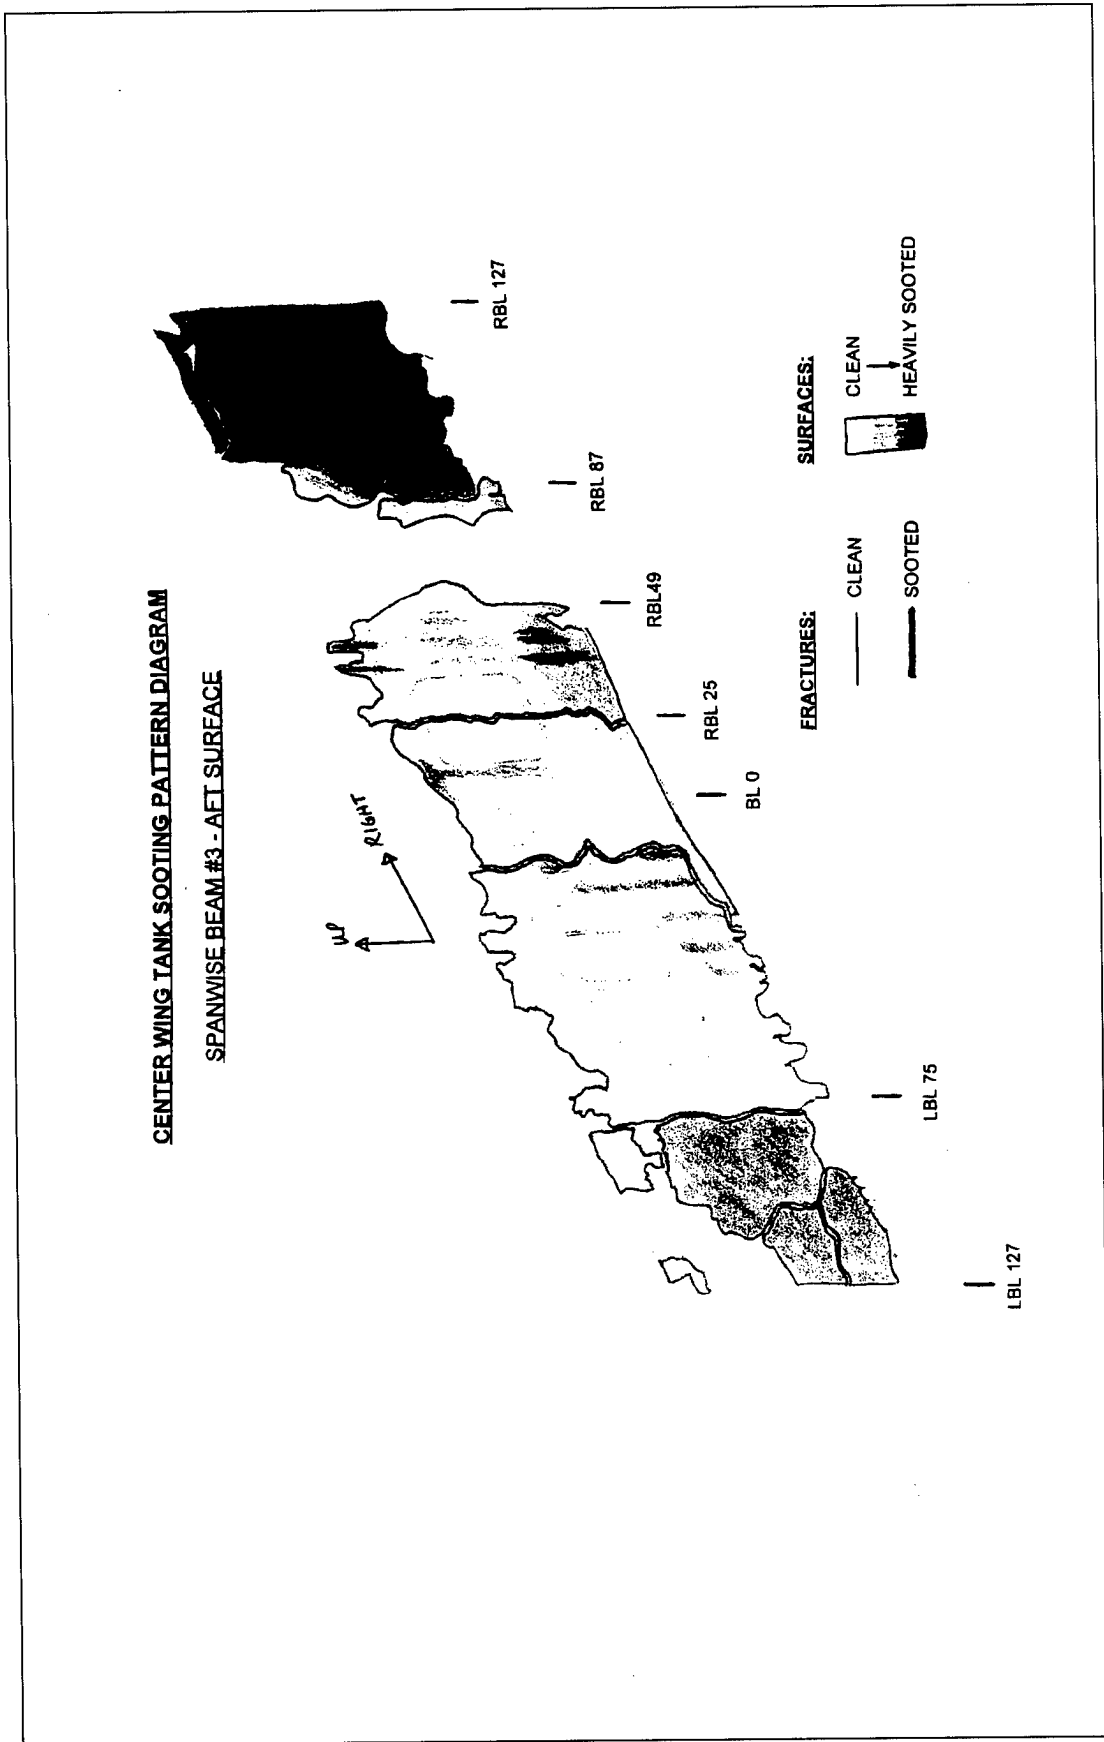 CENTER WING TANK SOOTING PATTERN DIAGRAM
SPANWISE BEAM #3 - AFT SURFACE
UP
RIGHT
LBL 127
LBL 75
BL 0
RBL 25
RBL49
RBL 87
RBL 127
FRACTURES:
CLEAN
SOOTED
SURFACES:
CLEAN
HEAVILY SOOTED